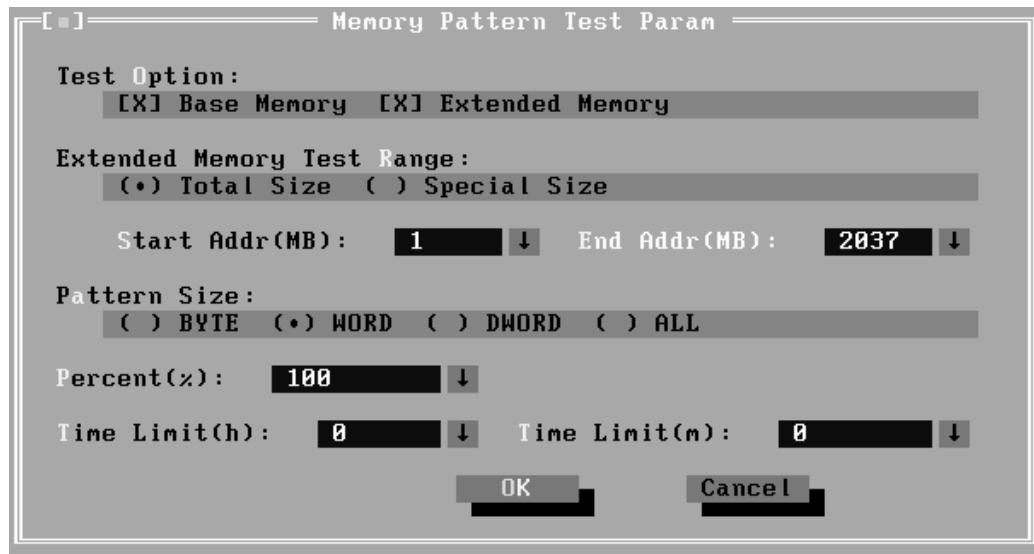 [■] Memory Pattern Test Param
Test Option:
[X] Base Memory [X] Extended Memory
Extended Memory Test Range:
(•) Total Size ( ) Special Size
Start Addr(MB): 1 ↓ End Addr(MB): 2037 ↓
Pattern Size:
( ) BYTE (•) WORD ( ) DWORD ( ) ALL
Percent(%): 100 ↓
Time Limit(h): 0 ↓ Time Limit(m): 0 ↓
OK Cancel